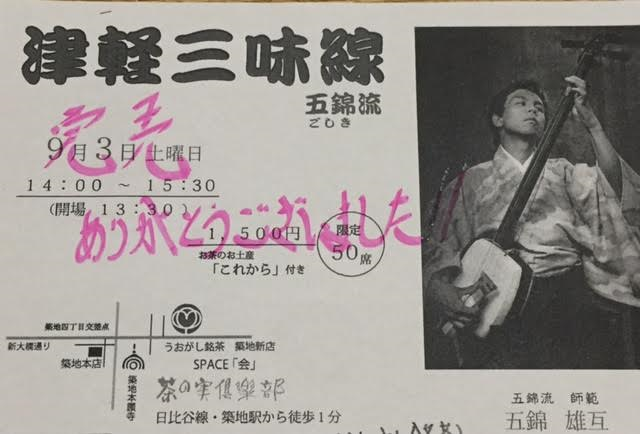 津軽三味線
五錦流
ごしき
完売
9月3日 土曜日
14:00 ～ 15:30
(開場 13:30)
ありがとうございました!!
1,500円
限定
50席
お茶のお土産
「これから」付き
築地四丁目交差点
新大橋通り
うおがし銘茶 築地新店
築地本店
SPACE「会」
築地本願寺
茶の実倶楽部
日比谷線・築地駅から徒歩1分
五錦流 師範
五錦 雄互